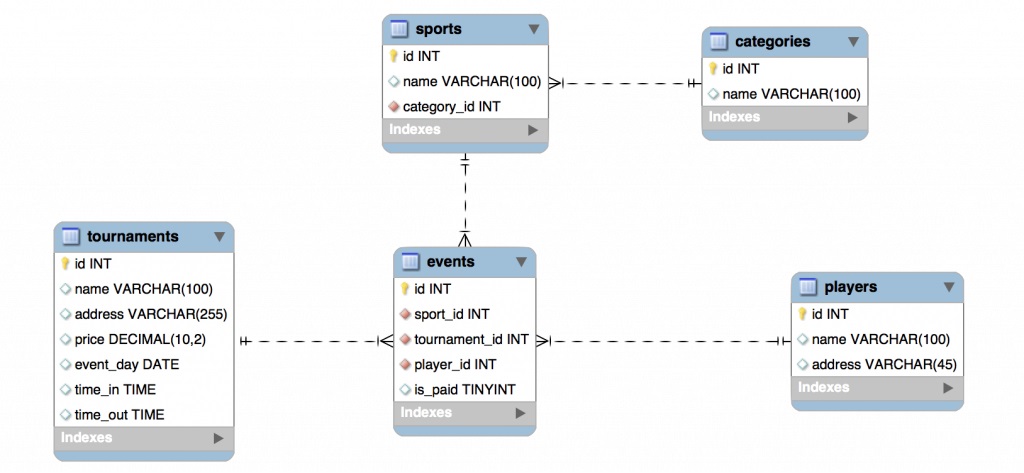 sports
id INT
name VARCHAR(100)
category_id INT
Indexes
categories
id INT
name VARCHAR(100)
Indexes
tournaments
id INT
name VARCHAR(100)
address VARCHAR(255)
price DECIMAL(10,2)
event_day DATE
time_in TIME
time_out TIME
Indexes
events
id INT
sport_id INT
tournament_id INT
player_id INT
is_paid TINYINT
Indexes
players
id INT
name VARCHAR(100)
address VARCHAR(45)
Indexes